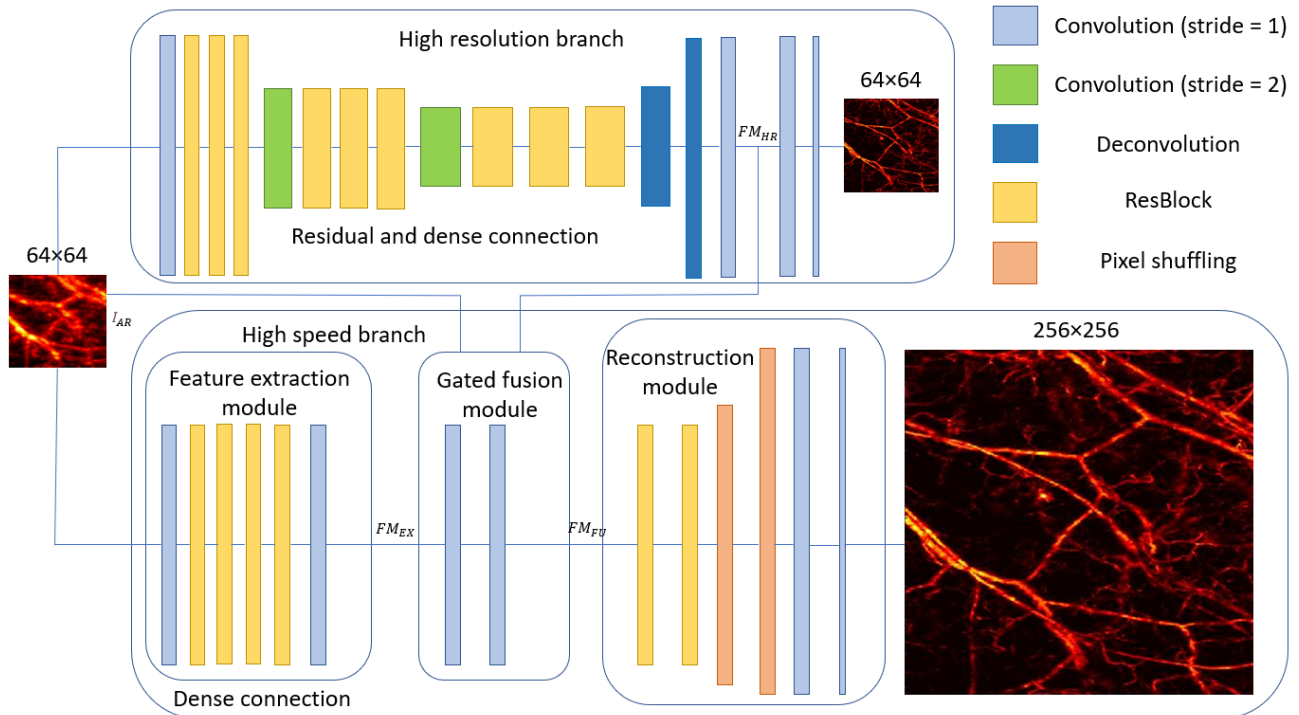 High resolution branch
64×64
FM_HR
Residual and dense connection
Convolution (stride = 1)
Convolution (stride = 2)
Deconvolution
ResBlock
Pixel shuffling
64×64
I_AR
High speed branch
Feature extraction
module
Gated fusion
module
Reconstruction
module
256×256
FM_EX
FM_FU
Dense connection